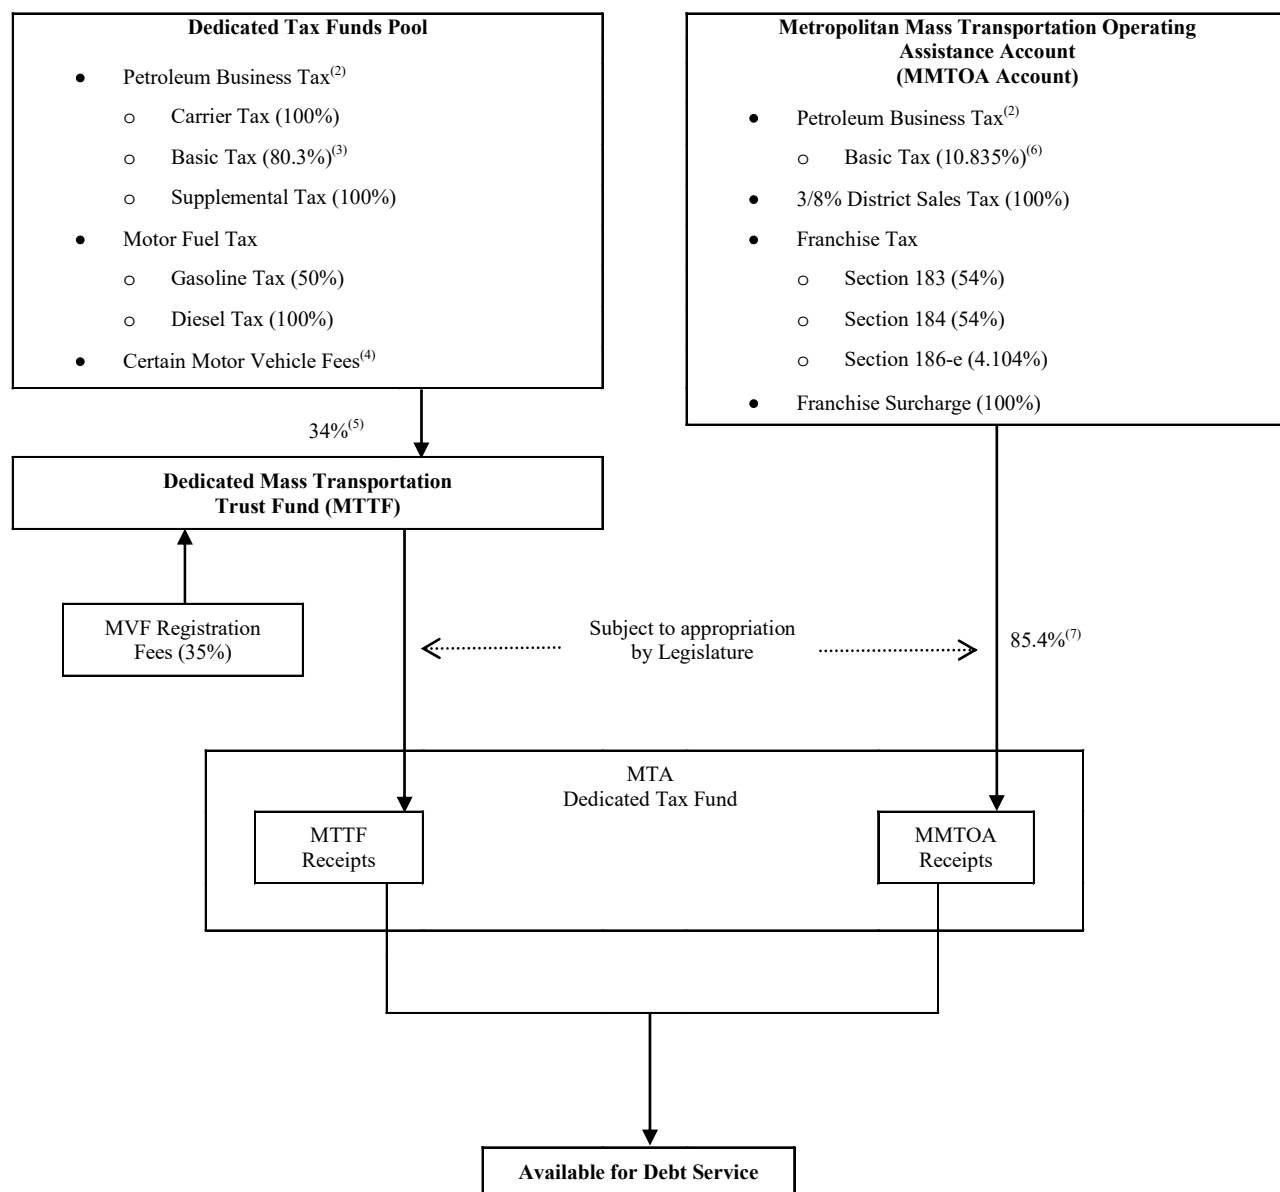 Dedicated Tax Funds Pool
● Petroleum Business Tax(2)
o Carrier Tax (100%)
o Basic Tax (80.3%)(3)
o Supplemental Tax (100%)
● Motor Fuel Tax
o Gasoline Tax (50%)
o Diesel Tax (100%)
● Certain Motor Vehicle Fees(4)
Metropolitan Mass Transportation Operating
Assistance Account
(MMTOA Account)
● Petroleum Business Tax(2)
o Basic Tax (10.835%)(6)
● 3/8% District Sales Tax (100%)
● Franchise Tax
o Section 183 (54%)
o Section 184 (54%)
o Section 186-e (4.104%)
● Franchise Surcharge (100%)
34%(5)
Dedicated Mass Transportation
Trust Fund (MTTF)
MVF Registration
Fees (35%)
Subject to appropriation
by Legislature
85.4%(7)
MTA
Dedicated Tax Fund
MTTF
Receipts
MMTOA
Receipts
Available for Debt Service